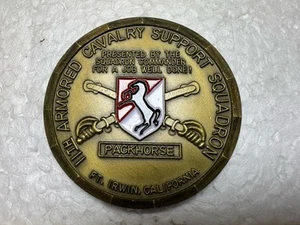 11TH ARMORED CAVALRY SUPPORT SQUADRON
PRESENTED BY THE
SQUADRON COMMANDER
FOR A JOB WELL DONE!
PACKHORSE
FT. IRWIN, CALIFORNIA